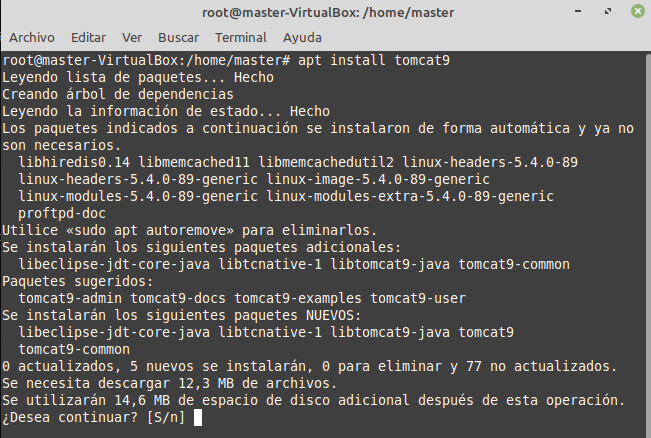 root@master-VirtualBox: /home/master
Archivo Editar Ver Buscar Terminal Ayuda
root@master-VirtualBox:/home/master# apt install tomcat9
Leyendo lista de paquetes... Hecho
Creando árbol de dependencias
Leyendo la información de estado... Hecho
Los paquetes indicados a continuación se instalaron de forma automática y ya no
son necesarios.
libhiredis0.14 libmemcached11 libmemcachedutil2 linux-headers-5.4.0-89
linux-headers-5.4.0-89-generic linux-image-5.4.0-89-generic
linux-modules-5.4.0-89-generic linux-modules-extra-5.4.0-89-generic
proftpd-doc
Utilice «sudo apt autoremove» para eliminarlos.
Se instalarán los siguientes paquetes adicionales:
libeclipse-jdt-core-java libtcnative-1 libtomcat9-java tomcat9-common
Paquetes sugeridos:
tomcat9-admin tomcat9-docs tomcat9-examples tomcat9-user
Se instalarán los siguientes paquetes NUEVOS:
libeclipse-jdt-core-java libtcnative-1 libtomcat9-java tomcat9
tomcat9-common
0 actualizados, 5 nuevos se instalarán, 0 para eliminar y 77 no actualizados.
Se necesita descargar 12,3 MB de archivos.
Se utilizarán 14,6 MB de espacio de disco adicional después de esta operación.
¿Desea continuar? [S/n]